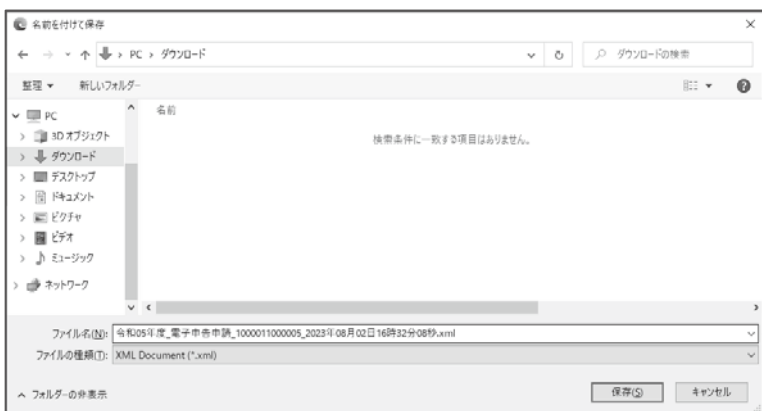 名前を付けて保存
PC › ダウンロード
ダウンロードの検索
整理 新しいフォルダー
名前
検索条件に一致する項目はありません。
PC
3D オブジェクト
ダウンロード
デスクトップ
ドキュメント
ピクチャ
ビデオ
ミュージック
ネットワーク
ファイル名(N): 令和05年度_電子申告申請_1000011000005_2023年08月02日16時32分08秒.xml
ファイルの種類(T): XML Document (*.xml)
フォルダーの非表示
保存(S) キャンセル